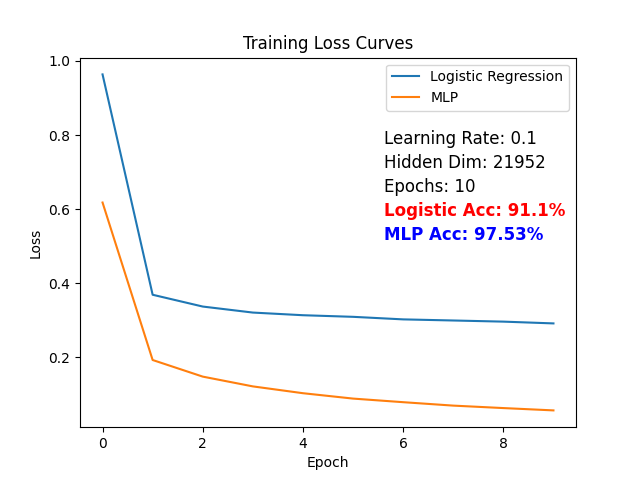 Training Loss Curves
Logistic Regression
MLP
Learning Rate: 0.1
Hidden Dim: 21952
Epochs: 10
Logistic Acc: 91.1%
MLP Acc: 97.53%
Loss
1.0
0.8
0.6
0.4
0.2
0 2 4 6 8
Epoch